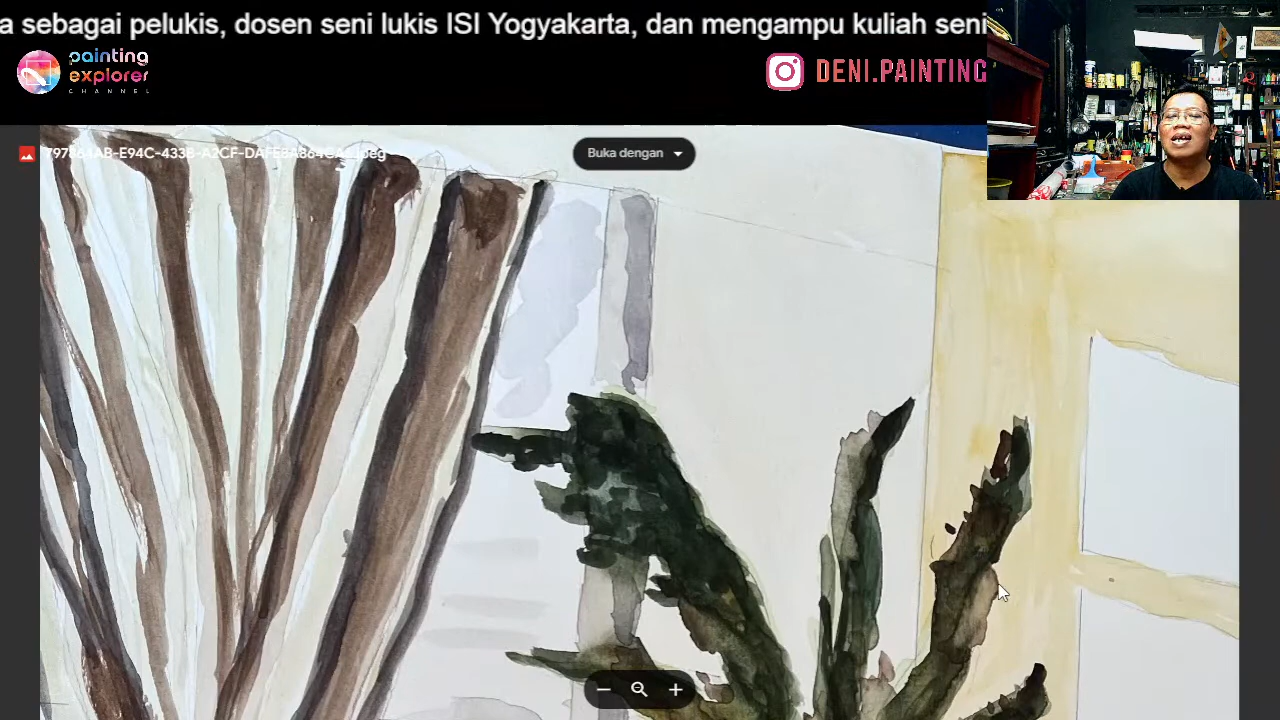 a sebagai pelukis, dosen seni lukis ISI Yogyakarta, dan mengampu kuliah seni
painting
explorer
CHANNEL
DENI.PAINTING
Buka dengan